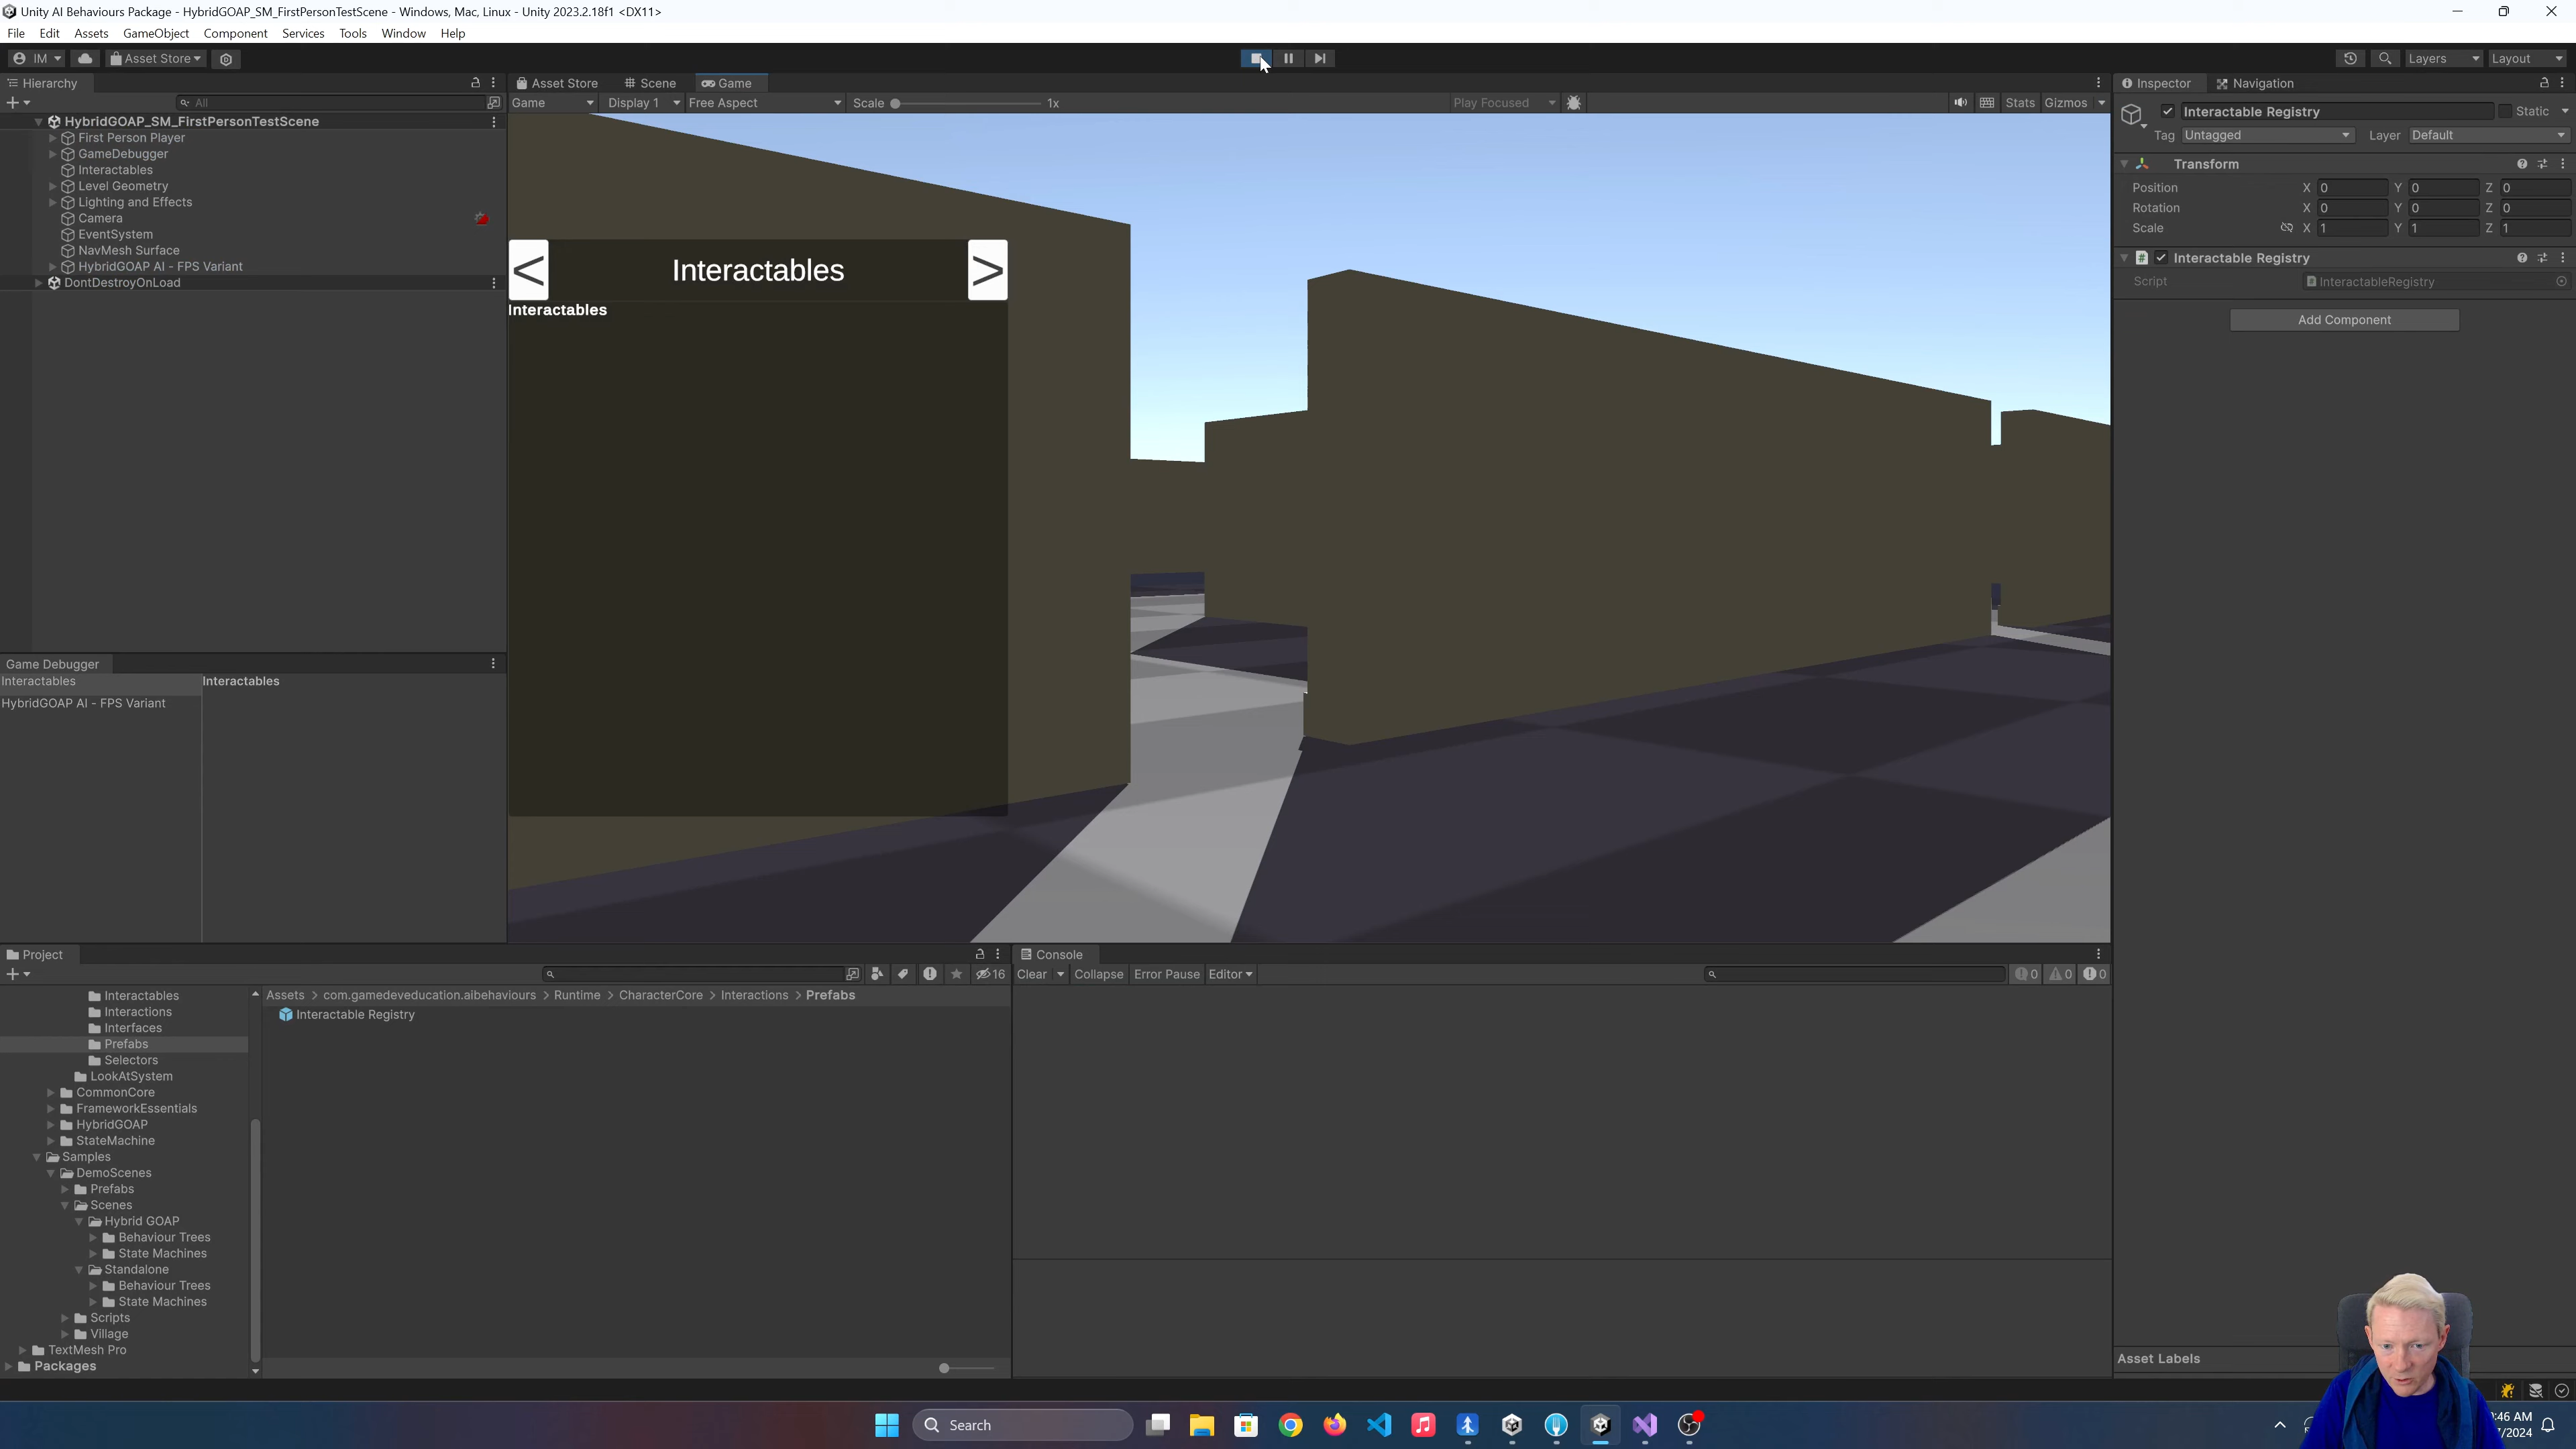 Unity AI Behaviours Package - HybridGOAP_SM_FirstPersonTestScene - Windows, Mac, Linux - Unity 2023.2.18f1 <DX11>
File Edit Assets GameObject Component Services Tools Window Help
IM Asset Store Layers Layout
Hierarchy
All
HybridGOAP_SM_FirstPersonTestScene
First Person Player
GameDebugger
Interactables
Level Geometry
Lighting and Effects
Camera
EventSystem
NavMesh Surface
HybridGOAP AI - FPS Variant
DontDestroyOnLoad
Game Debugger
Interactables Interactables
HybridGOAP AI - FPS Variant
Asset Store Scene Game
Game Display 1 Free Aspect Scale 1x Play Focused Stats Gizmos
< Interactables >
Interactables
Inspector Navigation
Interactable Registry Static
Tag Untagged Layer Default
Transform
Position X 0 Y 0 Z 0
Rotation X 0 Y 0 Z 0
Scale X 1 Y 1 Z 1
Interactable Registry
Script InteractableRegistry
Add Component
Asset Labels
Project
16
Interactables
Interactions
Interfaces
Prefabs
Selectors
LookAtSystem
CommonCore
FrameworkEssentials
HybridGOAP
StateMachine
Samples
DemoScenes
Prefabs
Scenes
Hybrid GOAP
Behaviour Trees
State Machines
Standalone
Behaviour Trees
State Machines
Scripts
Village
TextMesh Pro
Packages
Assets > com.gamedeveducation.aibehaviours > Runtime > CharacterCore > Interactions > Prefabs
Interactable Registry
Console
Clear Collapse Error Pause Editor 0 0 0
Search
:46 AM
7/2024